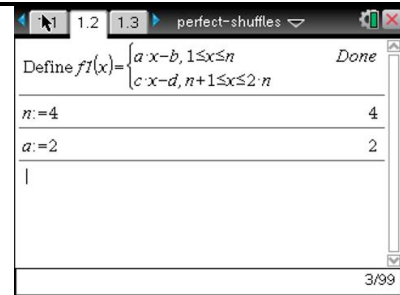 1.1 1.2 1.3 perfect-shuffles
Define f1(x)={a·x−b, 1≤x≤n Done
c·x−d, n+1≤x≤2·n
n:=4 4
a:=2 2
3/99